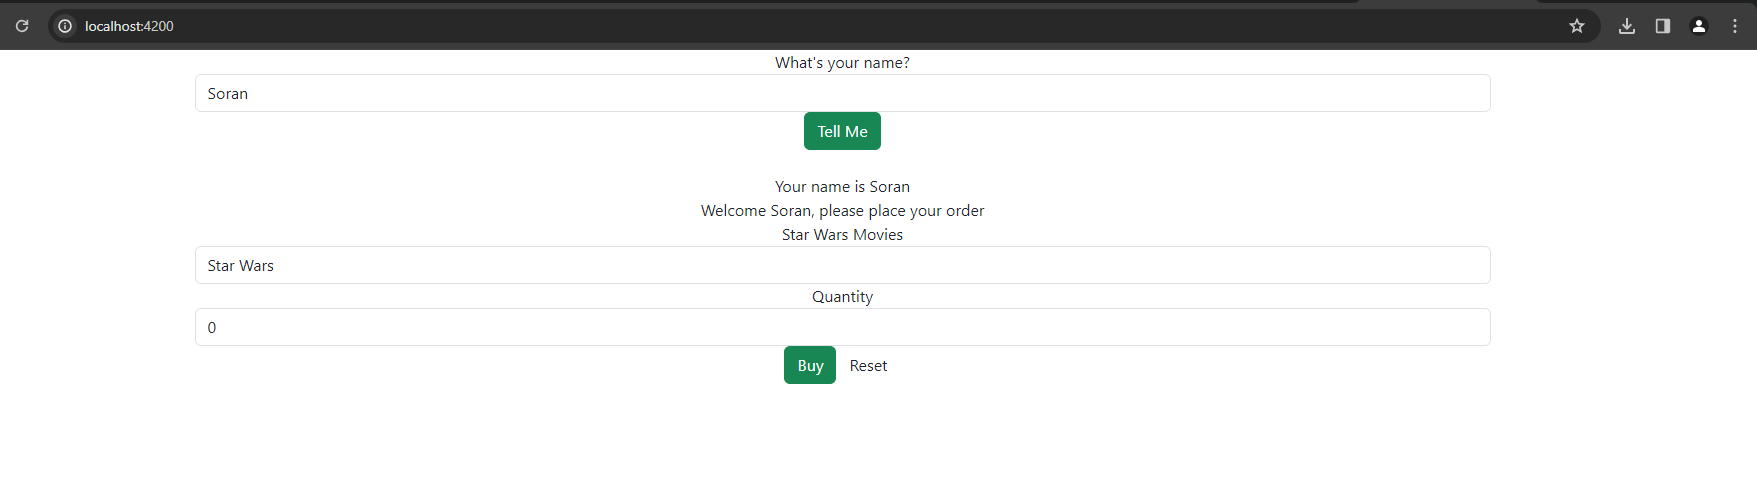 localhost:4200
What's your name?
Soran
Tell Me
Your name is Soran
Welcome Soran, please place your order
Star Wars Movies
Star Wars
Quantity
0
Buy Reset